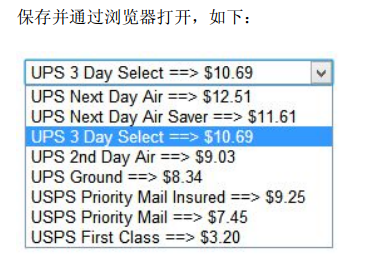 保存并通过浏览器打开，如下：
UPS 3 Day Select ==> $10.69
UPS Next Day Air ==> $12.51
UPS Next Day Air Saver ==> $11.61
UPS 3 Day Select ==> $10.69
UPS 2nd Day Air ==> $9.03
UPS Ground ==> $8.34
USPS Priority Mail Insured ==> $9.25
USPS Priority Mail ==> $7.45
USPS First Class ==> $3.20